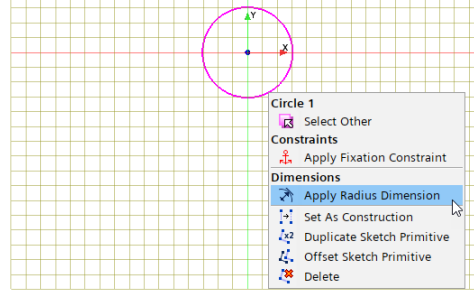 Y
X
Circle 1
Select Other
Constraints
Apply Fixation Constraint
Dimensions
Apply Radius Dimension
Set As Construction
x2 Duplicate Sketch Primitive
Offset Sketch Primitive
Delete